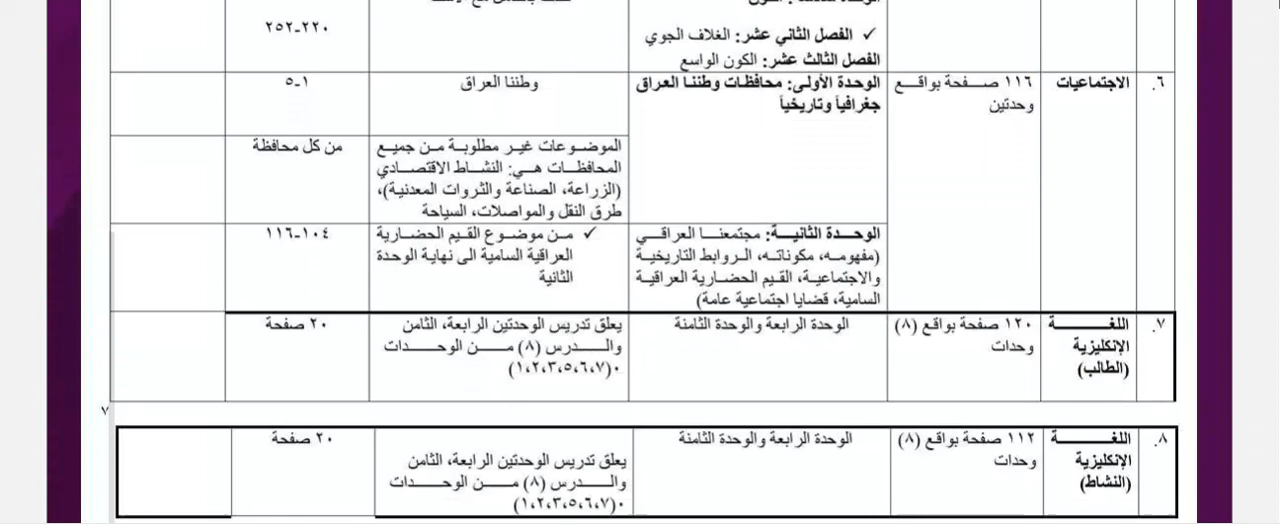 ٢٢٠-٢٥٢
✓ الفصل الثاني عشر: الغلاف الجوي
الفصل الثالث عشر: الكون الواسع
٦.
الاجتماعيات
١١٦ صفحة بواقع
وحدتين
الوحدة الأولى: محافظات وطننا العراق
جغرافياً وتاريخياً
وطننا العراق
١-٥
الموضوعات غير مطلوبة من جميع
المحافظات هي: النشاط الاقتصادي
(الزراعة، الصناعة والثروات المعدنية)،
طرق النقل والمواصلات، السياحة
من كل محافظة
الوحدة الثانية: مجتمعنا العراقي
(مفهومه، مكوناته، الروابط التاريخية
والاجتماعية، القيم الحضارية العراقية
السامية، قضايا اجتماعية عامة)
✓ من موضوع القيم الحضارية
العراقية السامية الى نهاية الوحدة
الثانية
١٠٤-١١٦
٧.
اللغة
الإنكليزية
(الطالب)
١٢٠ صفحة بواقع (٨)
وحدات
الوحدة الرابعة والوحدة الثامنة
يعلق تدريس الوحدتين الرابعة، الثامن
والدرس (٨) من الوحدات
(١،٢،٣،٥،٦،٧)٠
٢٠ صفحة
٧
٨.
اللغة
الإنكليزية
(النشاط)
١١٢ صفحة بواقع (٨)
وحدات
الوحدة الرابعة والوحدة الثامنة
يعلق تدريس الوحدتين الرابعة، الثامن
والدرس (٨) من الوحدات
(١،٢،٣،٥،٦،٧)٠
٢٠ صفحة